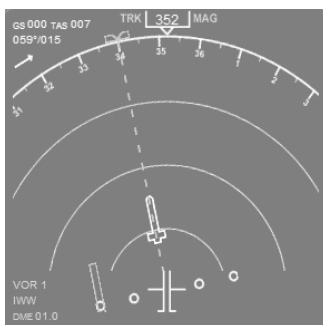 GS 000 TAS 007
TRK 352 MAG
059°/015
31 32 33 34 35 36 1 2 3
VOR 1
IWW
DME 01.0